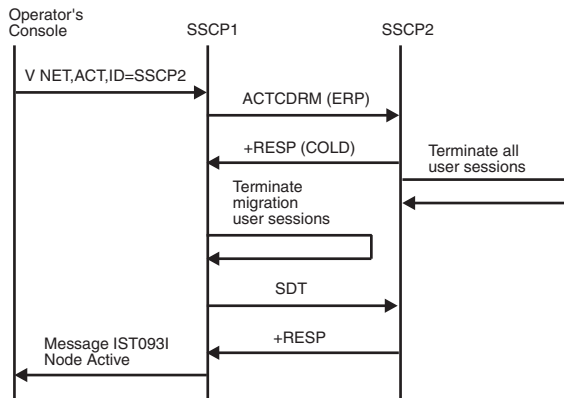 Operator's
Console
SSCP1
SSCP2
V NET,ACT,ID=SSCP2
ACTCDRM (ERP)
+RESP (COLD)
Terminate all
user sessions
Terminate
migration
user sessions
SDT
+RESP
Message IST093I
Node Active